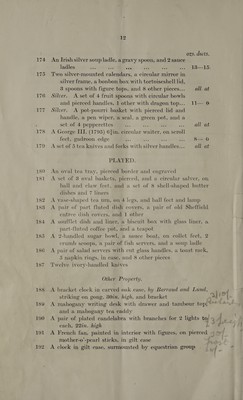 12
ozs. dwts.
174 An Irish silver soup ladle, a gravy spoon, and 2 sauce
ladles ... ... ... ... ... 13—15
175 Two silver-mounted calendars, a circular mirror in
silver frame, a bonbon box with tortoiseshell lid,
3 spoons with figure tops, and 8 other pieces... all at
176 Silver. A set of 4 fruit spoons with circular bowls
and pierced handles, 1 other with dragon top... 11— 0
177 Silver. A pot-pourri basket with pierced lid and
handle, a pen wiper, a seal, a green pot, and a
set of 4 pepperettes ... ... ... all at
178 A George III. (1793) 6¾in. circular waiter, on scroll
feet, gadroon edge ... ... ... 8— 0
179 A set of 3 tea knives and forks with silver handles... all at
PLATED.
180 An oval tea tray, pierced border and engraved
181 A set of 3 oval baskets, pierced, and a circular salver, on
ball and claw feet, and a set of 8 shell-shaped butter
dishes and 7 liners
182 A vase-shaped tea urn, on 4 legs, and ball feet and lamp
183 A pair of part fluted dish covers, a pair of old Sheffield
entrée dish covers, and 1 other
184 A soufflet dish and liner, a biscuit box with glass liner, a
part-fluted coffee pot, and a teapot
185 A 2-handled sugar bowl, a sauce boat, an oullet feet, 2
crumb scoops, a pair of fish servers, and a soup ladle
186 A pair of salad servers with cut glass handles, a toast rack,
3 napkin rings, in case, and 8 other pieces
187 Twelve ivory-handled knives
Other Property.
188 A bracket clock in carved oak case, by Barraud and Lund,
striking on gong, 30in. high, and bracket
189 A mahogany writing desk with drawer and tambour top,
and a mahogany tea caddy
190 A pair of plated candelabra with branches for 2 lights in
each, 22in. high
191 A French fan, painted in interior with figures, on pierced
mother-o'-pearl sticks, in gilt case
192 A clock in gilt case, surmounted by equestrian group